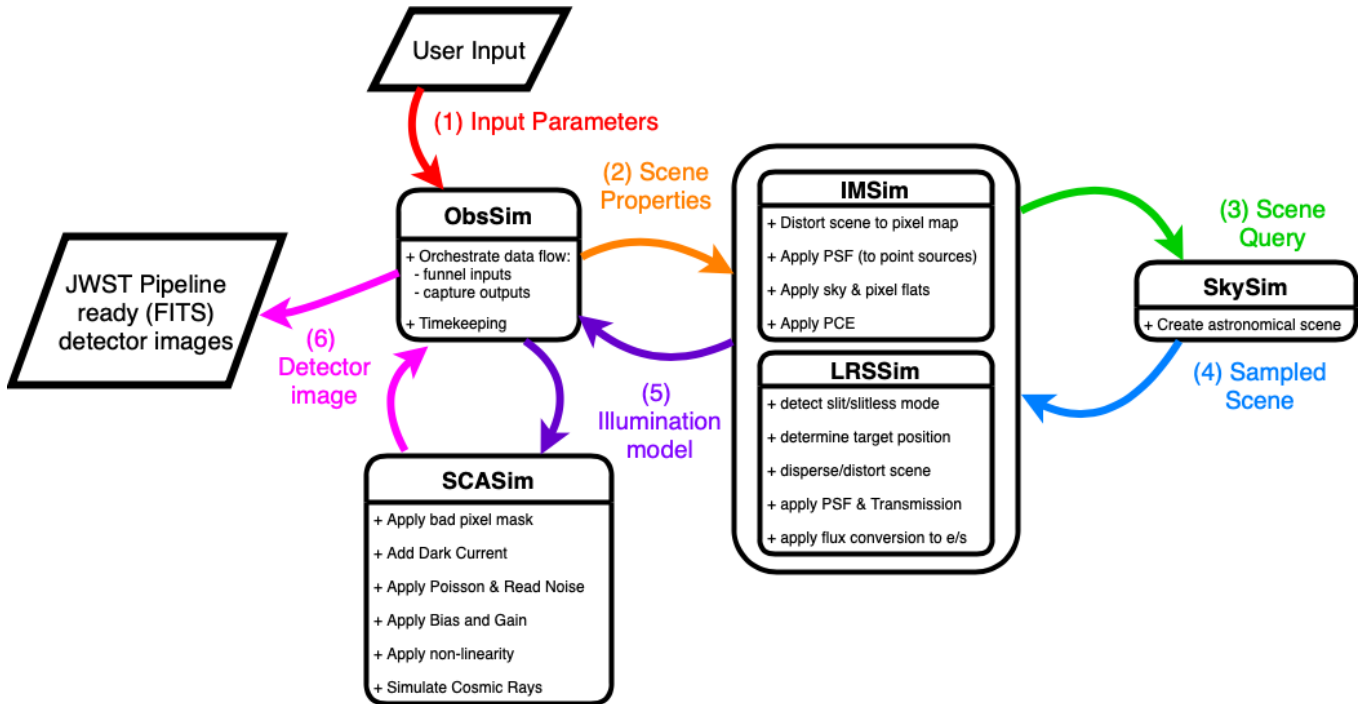 User Input
(1) Input Parameters
ObsSim
+ Orchestrate data flow:
- funnel inputs
- capture outputs
+ Timekeeping
(2) Scene
Properties
IMSim
+ Distort scene to pixel map
+ Apply PSF (to point sources)
+ Apply sky & pixel flats
+ Apply PCE
LRSSim
+ detect slit/slitless mode
+ determine target position
+ disperse/distort scene
+ apply PSF & Transmission
+ apply flux conversion to e/s
(3) Scene
Query
SkySim
+ Create astronomical scene
(4) Sampled
Scene
(5)
Illumination
model
SCASim
+ Apply bad pixel mask
+ Add Dark Current
+ Apply Poisson & Read Noise
+ Apply Bias and Gain
+ Apply non-linearity
+ Simulate Cosmic Rays
(6)
Detector
image
JWST Pipeline
ready (FITS)
detector images